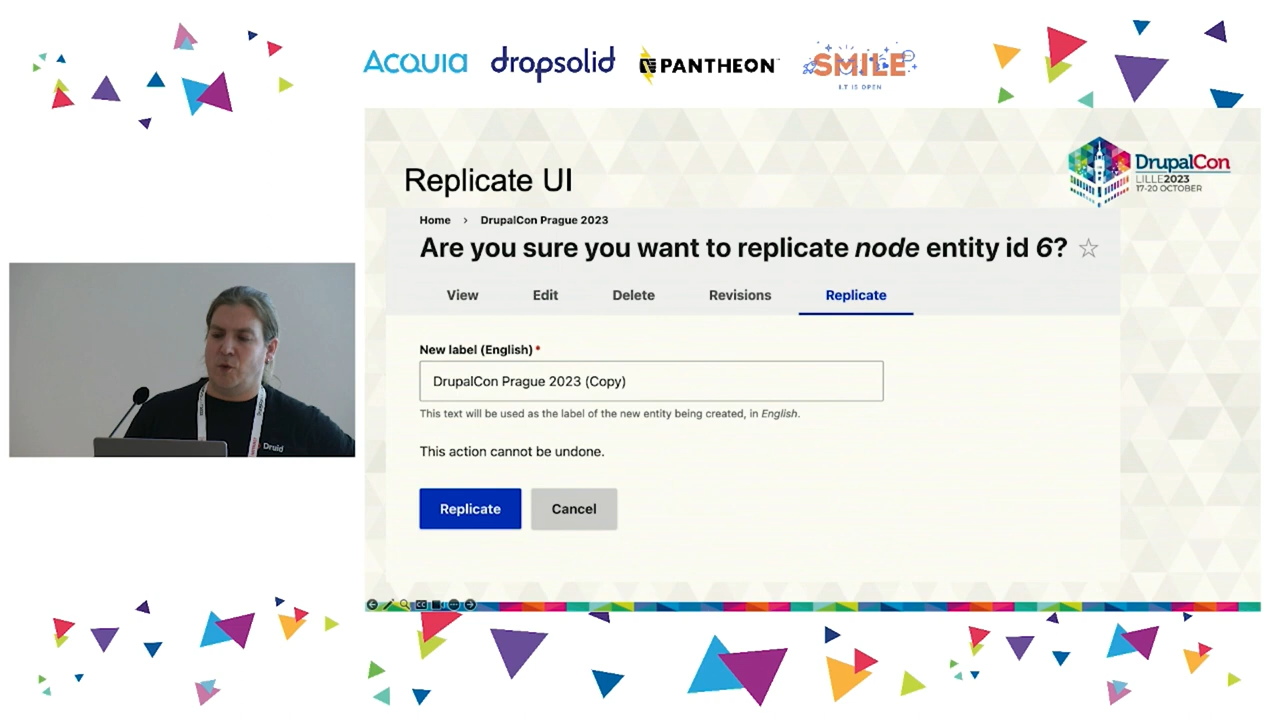 ACQUIA dropsolid PANTHEON SMILE
I.T IS OPEN
DrupalCon
LILLE2023
17-20 OCTOBER
Replicate UI
Home > DrupalCon Prague 2023
Are you sure you want to replicate node entity id 6?
View Edit Delete Revisions Replicate
New label (English) *
DrupalCon Prague 2023 (Copy)
This text will be used as the label of the new entity being created, in English.
This action cannot be undone.
Replicate Cancel
Druid
CC